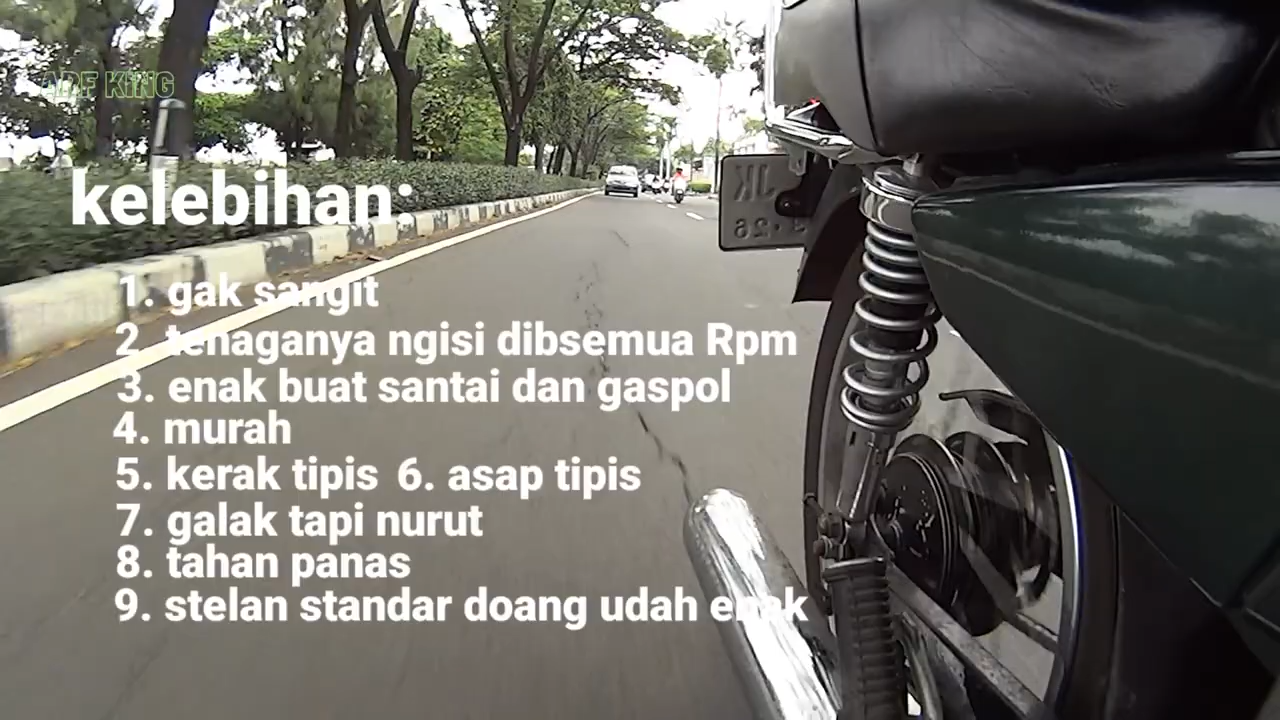 ARF KiNG
kelebihan:
1. gak sangit
2. tenaganya ngisi dibsemua Rpm
3. enak buat santai dan gaspol
4. murah
5. kerak tipis 6. asap tipis
7. galak tapi nurut
8. tahan panas
9. stelan standar doang udah enak